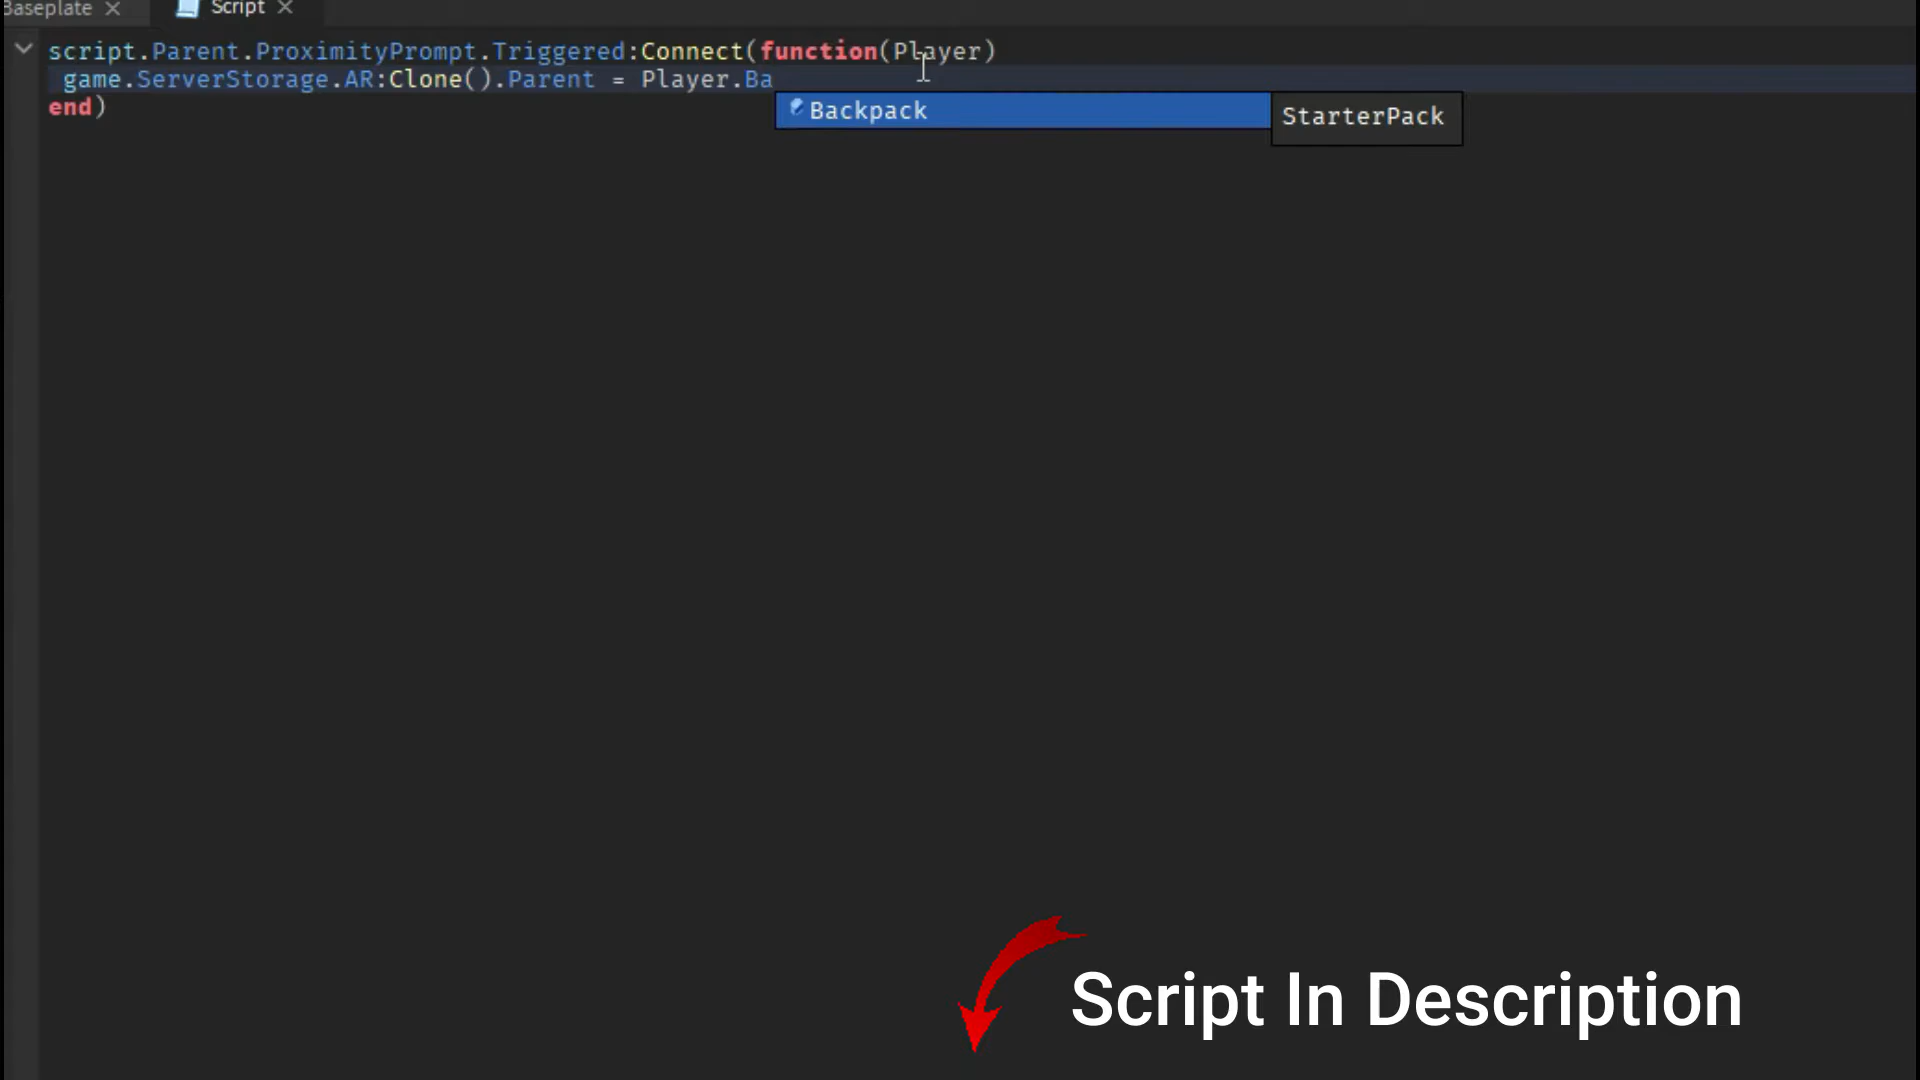 Baseplate
Script
script.Parent.ProximityPrompt.Triggered:Connect(function(Player)
game.ServerStorage.AR:Clone().Parent = Player.Ba
Backpack
StarterPack
end)
Script In Description